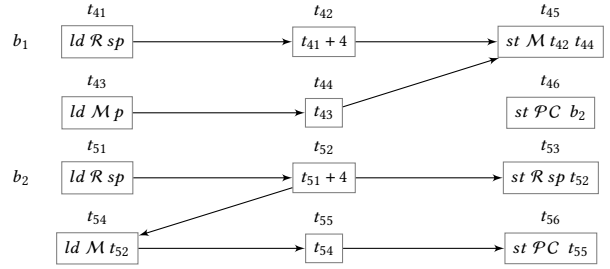 t₄₁ t₄₂ t₄₅
b₁ ld ℛ sp t₄₁ + 4 st ℳ t₄₂ t₄₄
t₄₃ t₄₄ t₄₆
ld ℳ p t₄₃ st 𝒫𝒞 b₂
t₅₁ t₅₂ t₅₃
b₂ ld ℛ sp t₅₁ + 4 st ℛ sp t₅₂
t₅₄ t₅₅ t₅₆
ld ℳ t₅₂ t₅₄ st 𝒫𝒞 t₅₅